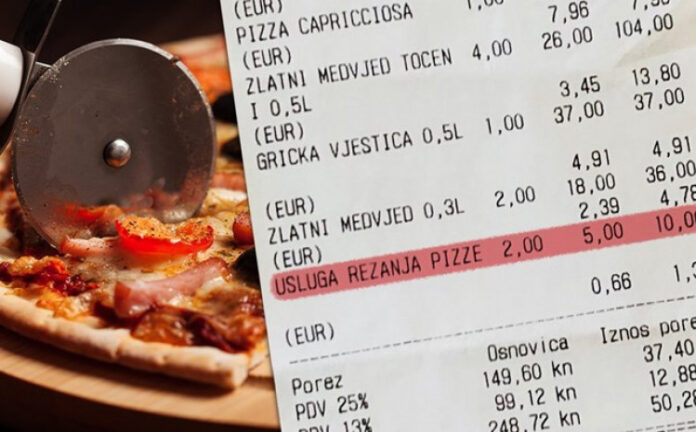 (EUR)
PIZZA CAPRICCIOSA 1,00
(EUR) 7,96
ZLATNI MEDVJED TOCEN 4,00 26,00 104,00
I 0,5L
(EUR) 3,45 13,80
GRICKA VJESTICA 0,5L 1,00 37,00 37,00
(EUR) 4,91 4,91
ZLATNI MEDVJED 0,3L 2,00 18,00 36,00
(EUR) 2,39
USLUGA REZANJA PIZZE 2,00 5,00
(EUR) 0,66
Porez Osnovica Iznos
PDV 25% 149,60 kn 37,40
PDV 13% 99,12 kn 12,88
248,72 kn